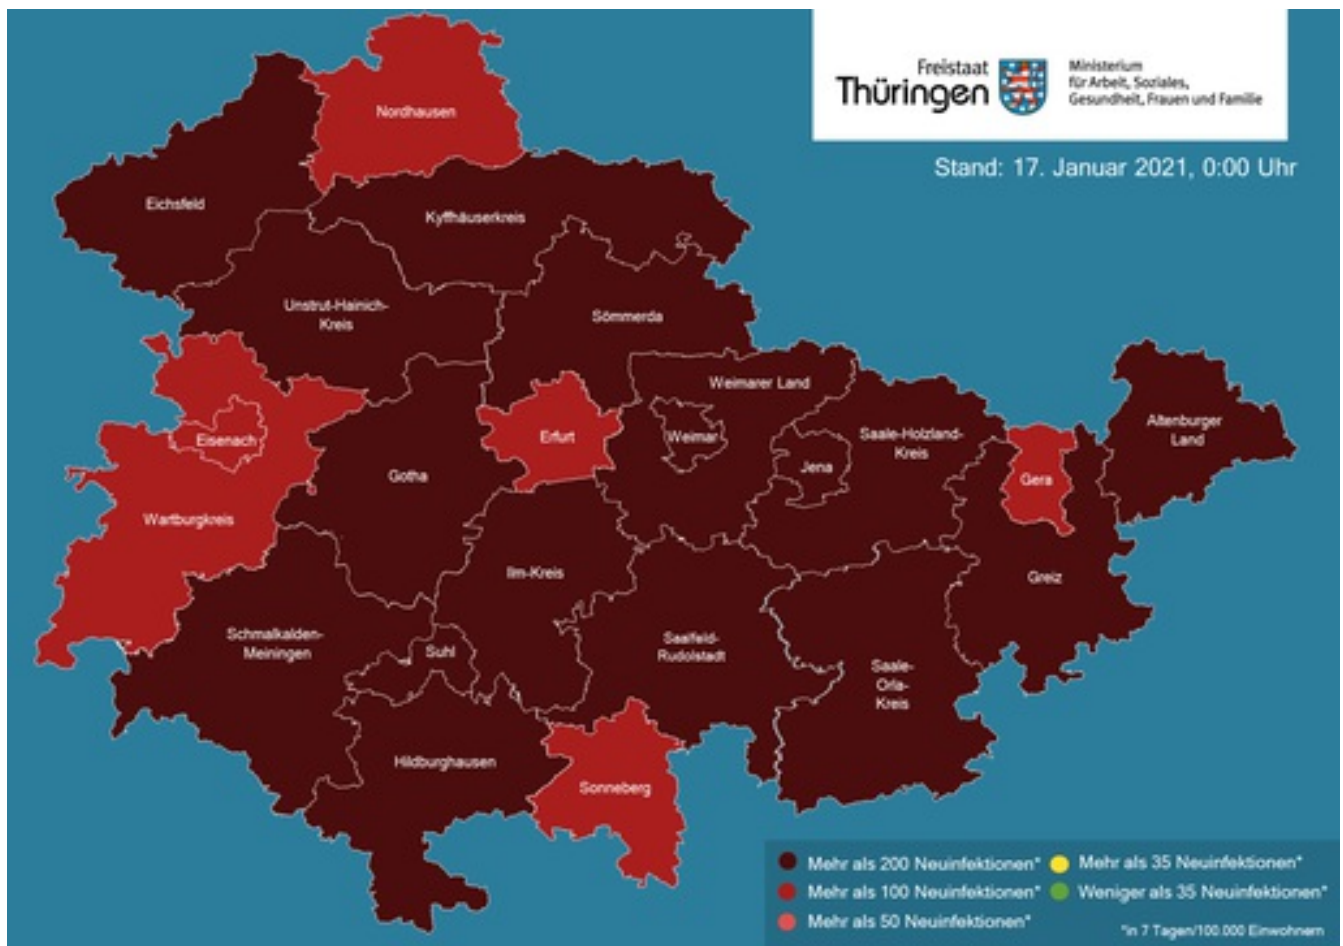 Freistaat
Thüringen
Ministerium
für Arbeit, Soziales,
Gesundheit, Frauen und Familie
Stand: 17. Januar 2021, 0:00 Uhr
Nordhausen
Eichsfeld
Kyffhäuserkreis
Unstrut-Hainich-
Kreis
Sömmerda
Weimarer Land
Altenburger
Land
Eisenach
Erfurt
Weimar
Saale-Holzland-
Kreis
Jena
Gotha
Gera
Wartburgkreis
Ilm-Kreis
Greiz
Schmalkalden-
Meiningen
Suhl
Saalfeld-
Rudolstadt
Saale-
Orla-
Kreis
Hildburghausen
Sonneberg
Mehr als 200 Neuinfektionen*
Mehr als 100 Neuinfektionen*
Mehr als 50 Neuinfektionen*
Mehr als 35 Neuinfektionen*
Weniger als 35 Neuinfektionen*
*in 7 Tagen/100.000 Einwohnern